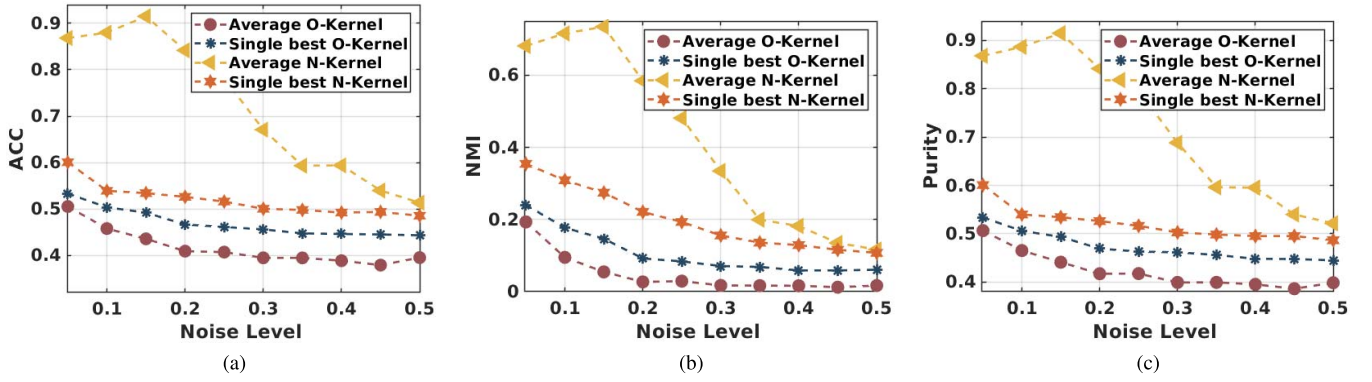 0.9
0.8
0.7
0.6
0.5
0.4
ACC
Average O-Kernel
Single best O-Kernel
Average N-Kernel
Single best N-Kernel
0.1 0.2 0.3 0.4 0.5
Noise Level
(a)
0.6
0.4
0.2
0
NMI
Average O-Kernel
Single best O-Kernel
Average N-Kernel
Single best N-Kernel
0.1 0.2 0.3 0.4 0.5
Noise Level
(b)
0.9
0.8
0.7
0.6
0.5
0.4
Purity
Average O-Kernel
Single best O-Kernel
Average N-Kernel
Single best N-Kernel
0.1 0.2 0.3 0.4 0.5
Noise Level
(c)